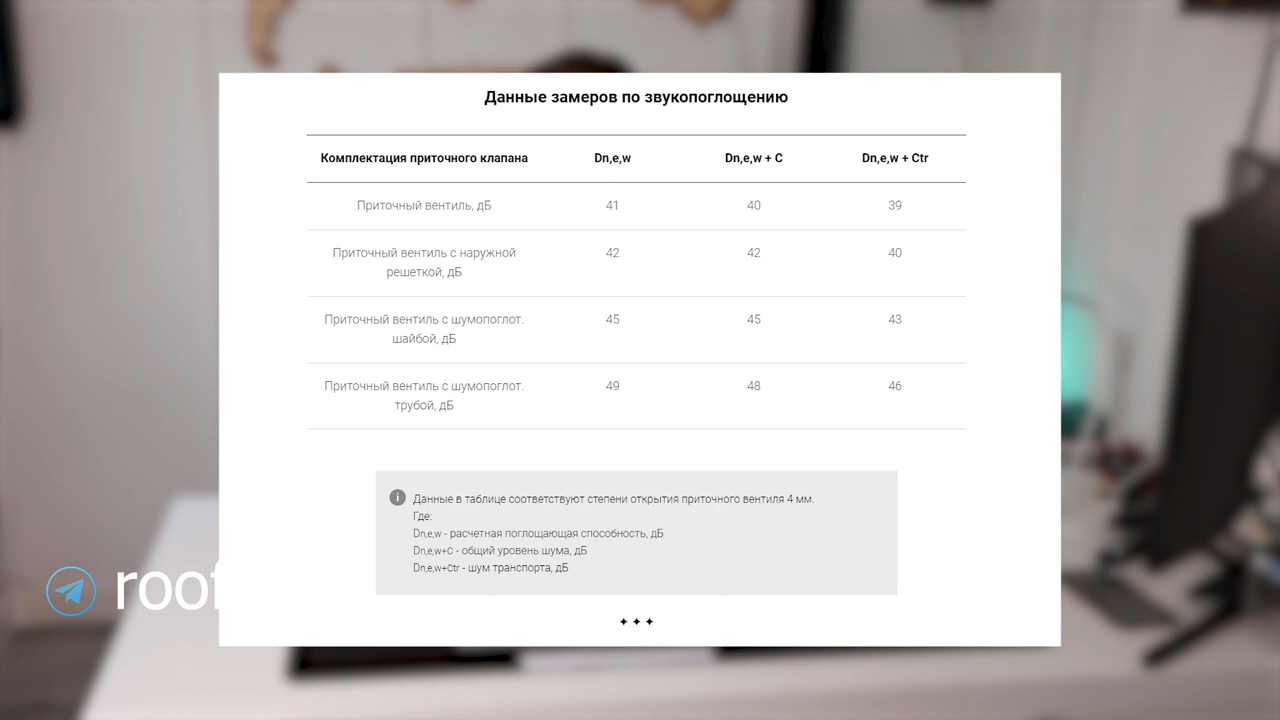 Данные замеров по звукопоглощению
Комплектация приточного клапана Dn,e,w Dn,e,w + C Dn,e,w + Ctr
Приточный вентиль, дБ 41 40 39
Приточный вентиль с наружной 42 42 40
решеткой, дБ
Приточный вентиль с шумопоглот. 45 45 43
шайбой, дБ
Приточный вентиль с шумопоглот. 49 48 46
трубой, дБ
Данные в таблице соответствуют степени открытия приточного вентиля 4 мм.
Где:
Dn,e,w - расчетная поглощающая способность, дБ
Dn,e,w+C - общий уровень шума, дБ
Dn,e,w+Ctr - шум транспорта, дБ